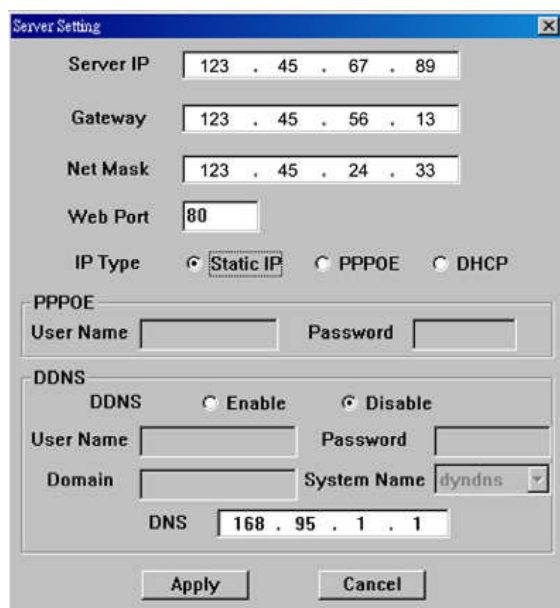 Server Setting
Server IP 123 . 45 . 67 . 89
Gateway 123 . 45 . 56 . 13
Net Mask 123 . 45 . 24 . 33
Web Port 80
IP Type Static IP PPPOE DHCP
PPPOE
User Name Password
DDNS
DDNS Enable Disable
User Name Password
Domain System Name dyndns
DNS 168 . 95 . 1 . 1
Apply Cancel